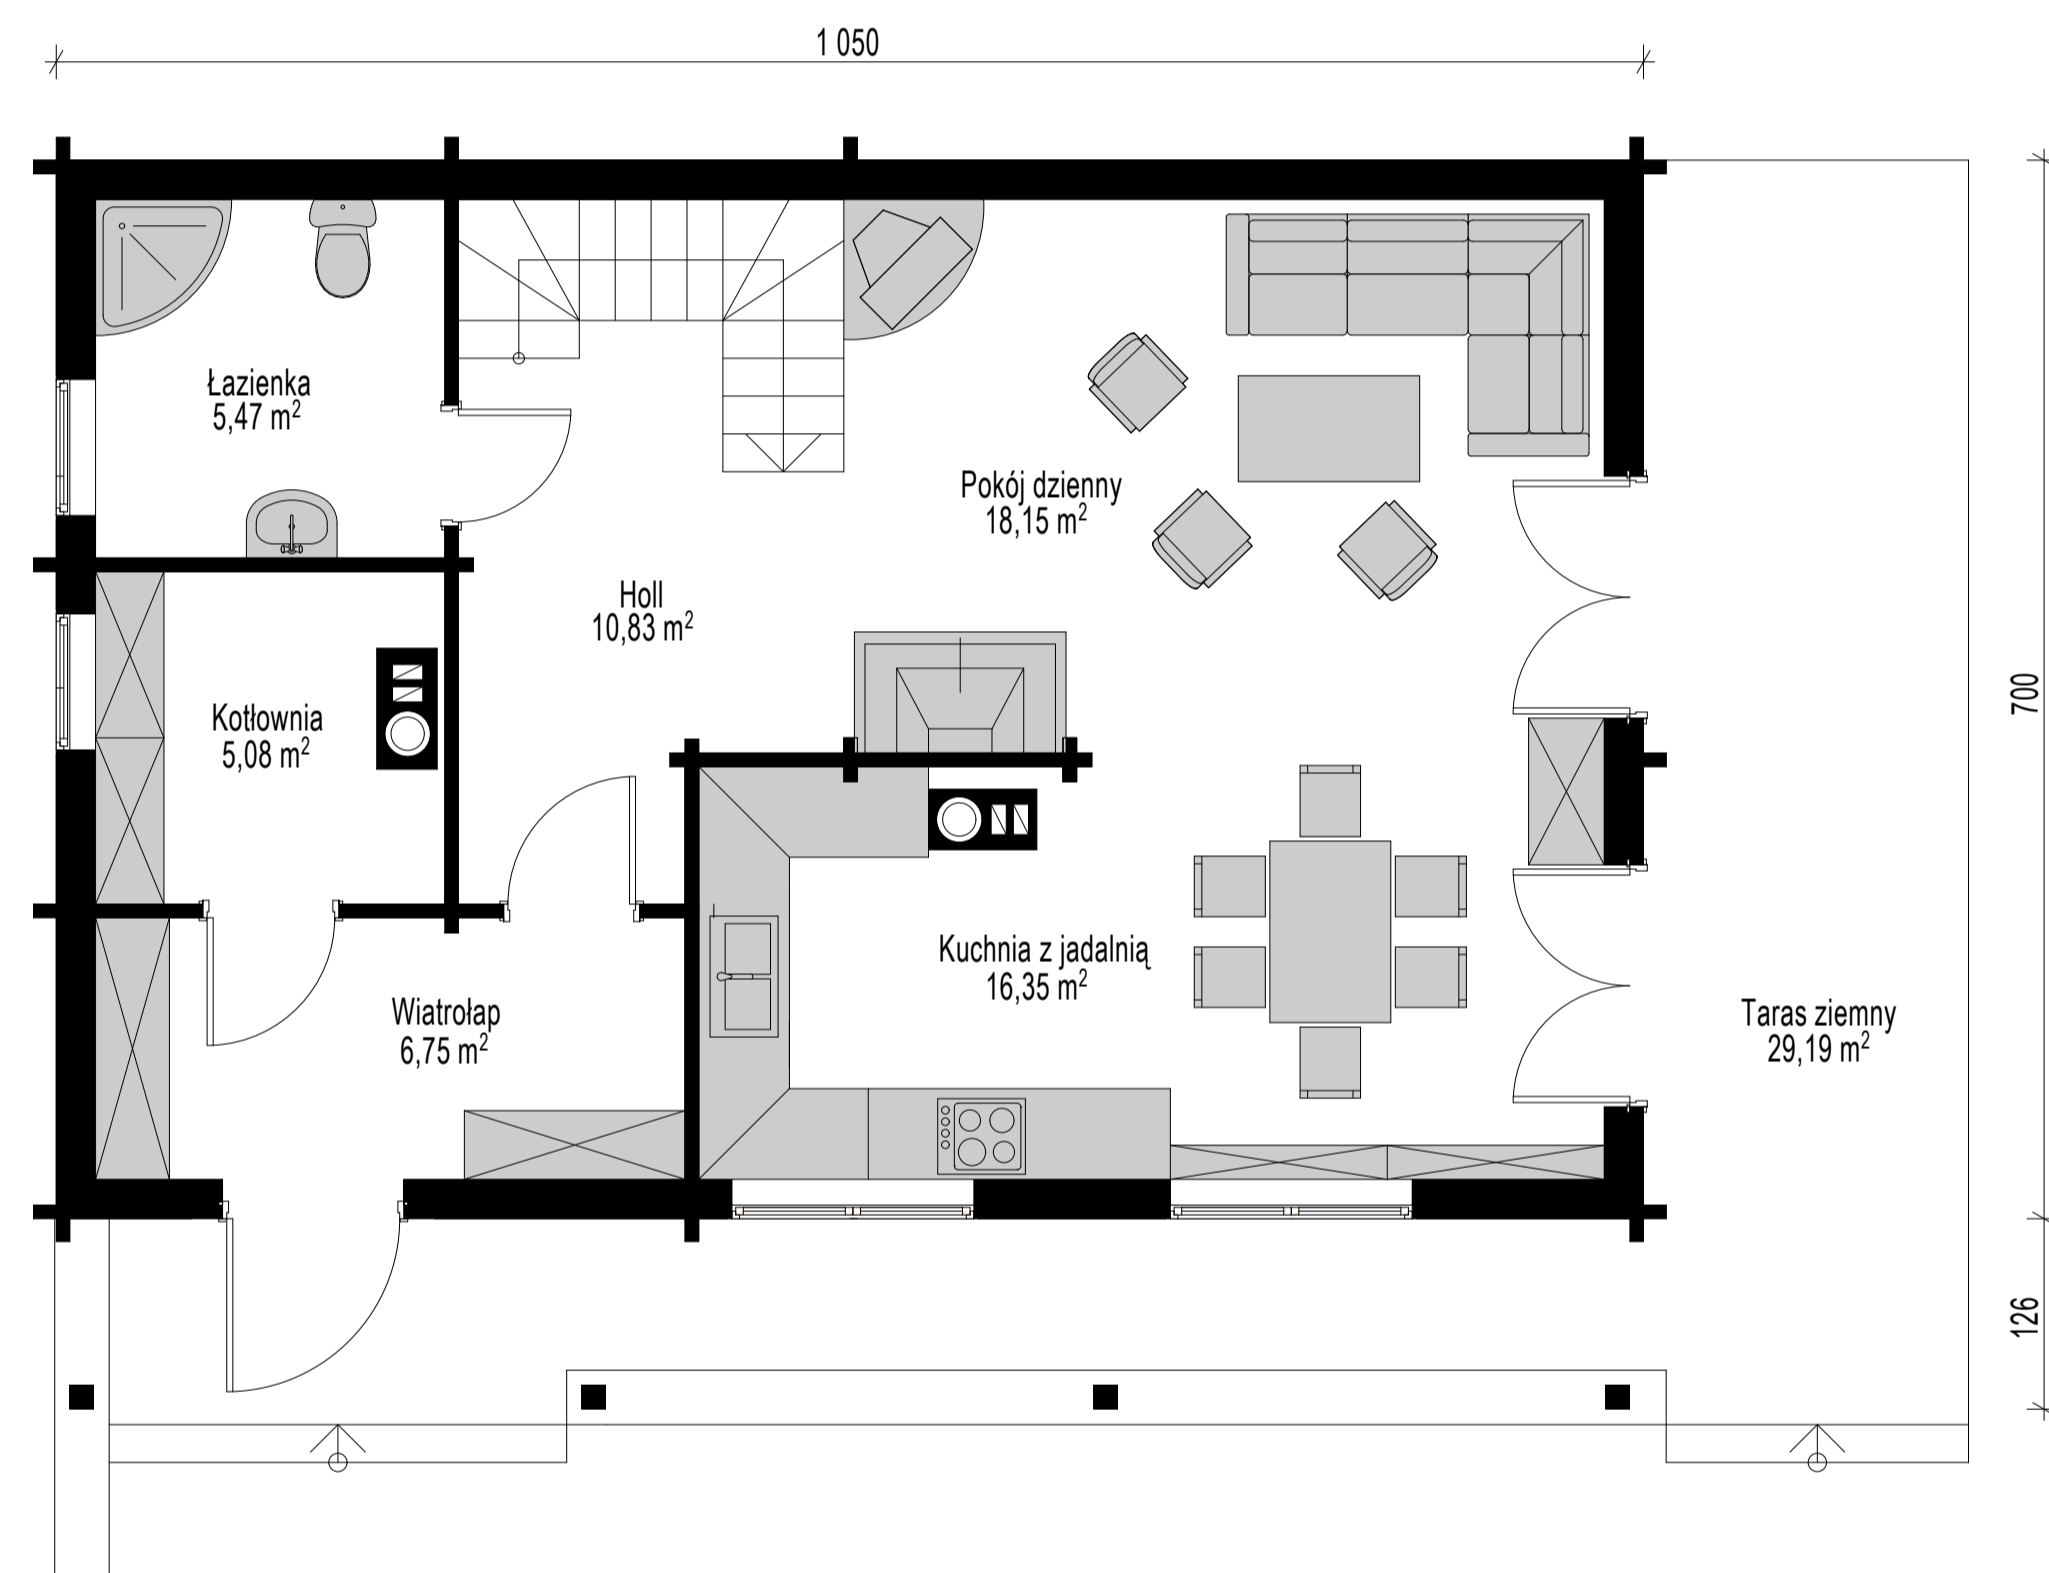 1 050
Łazienka
5,47 m²
Pokój dzienny
18,15 m²
Holl
10,83 m²
Kotłownia
5,08 m²
700
Kuchnia z jadalnią
16,35 m²
Wiatrołap
6,75 m²
Taras ziemny
29,19 m²
126